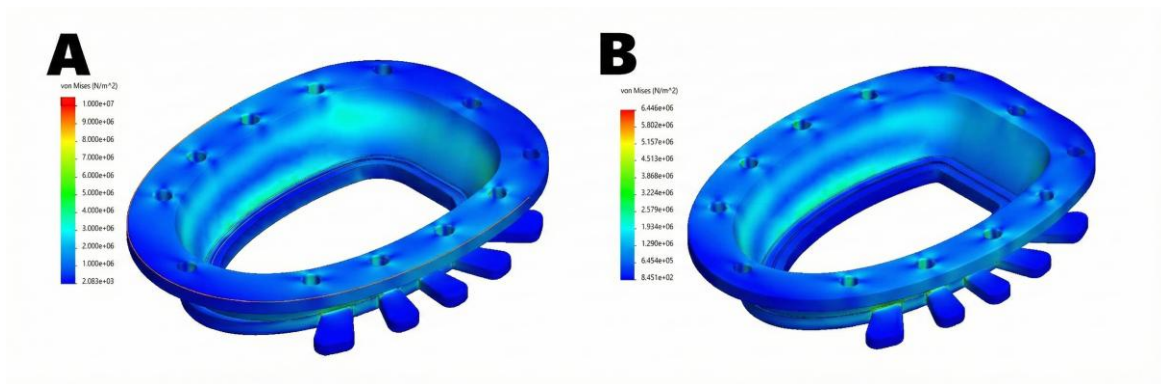 A
von Mises (N/m^2)
1.000e+07
9.000e+06
8.000e+06
7.000e+06
6.000e+06
5.000e+06
4.000e+06
3.000e+06
2.000e+06
1.000e+06
2.083e+03
B
von Mises (N/m^2)
6.446e+06
5.802e+06
5.157e+06
4.513e+06
3.868e+06
3.224e+06
2.579e+06
1.934e+06
1.290e+06
6.454e+05
8.451e+02